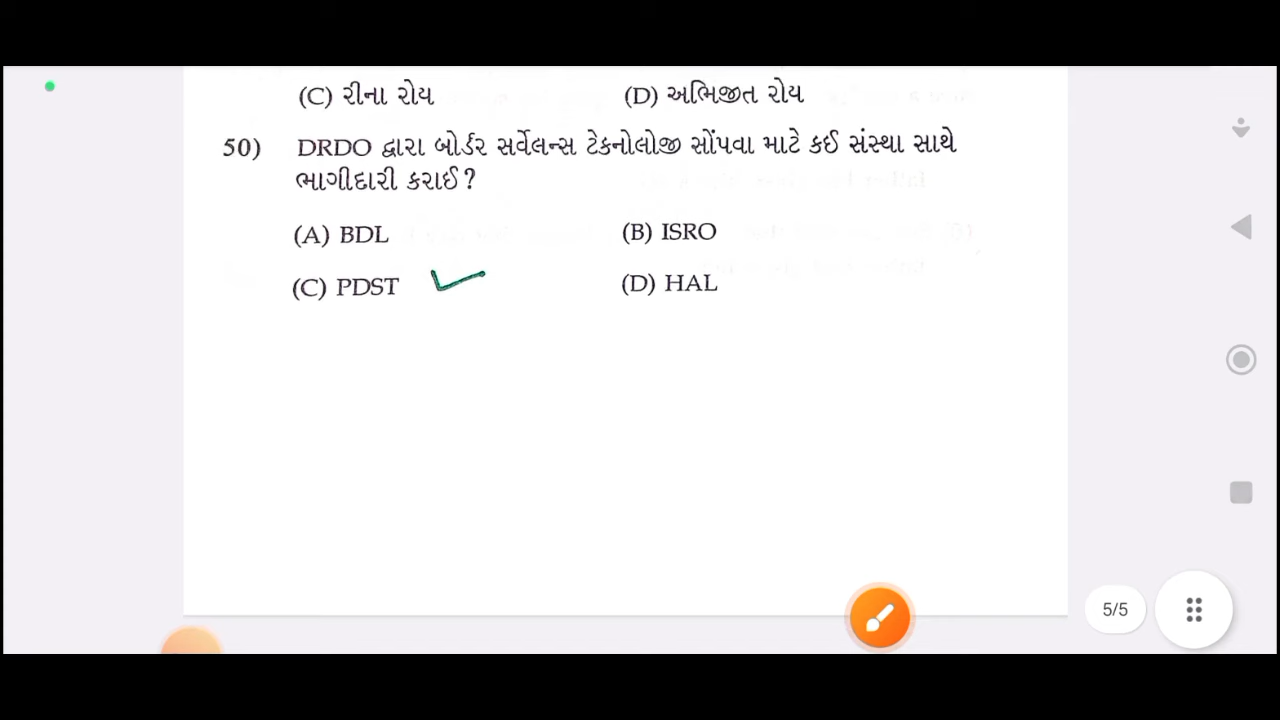 (C) રીના રોય (D) અભિજીત રોય
50) DRDO દ્વારા બોર્ડર સર્વેલન્સ ટેકનોલોજી સોંપવા માટે કઈ સંસ્થા સાથે
ભાગીદારી કરાઈ?
(A) BDL (B) ISRO
(C) PDST (D) HAL
5/5